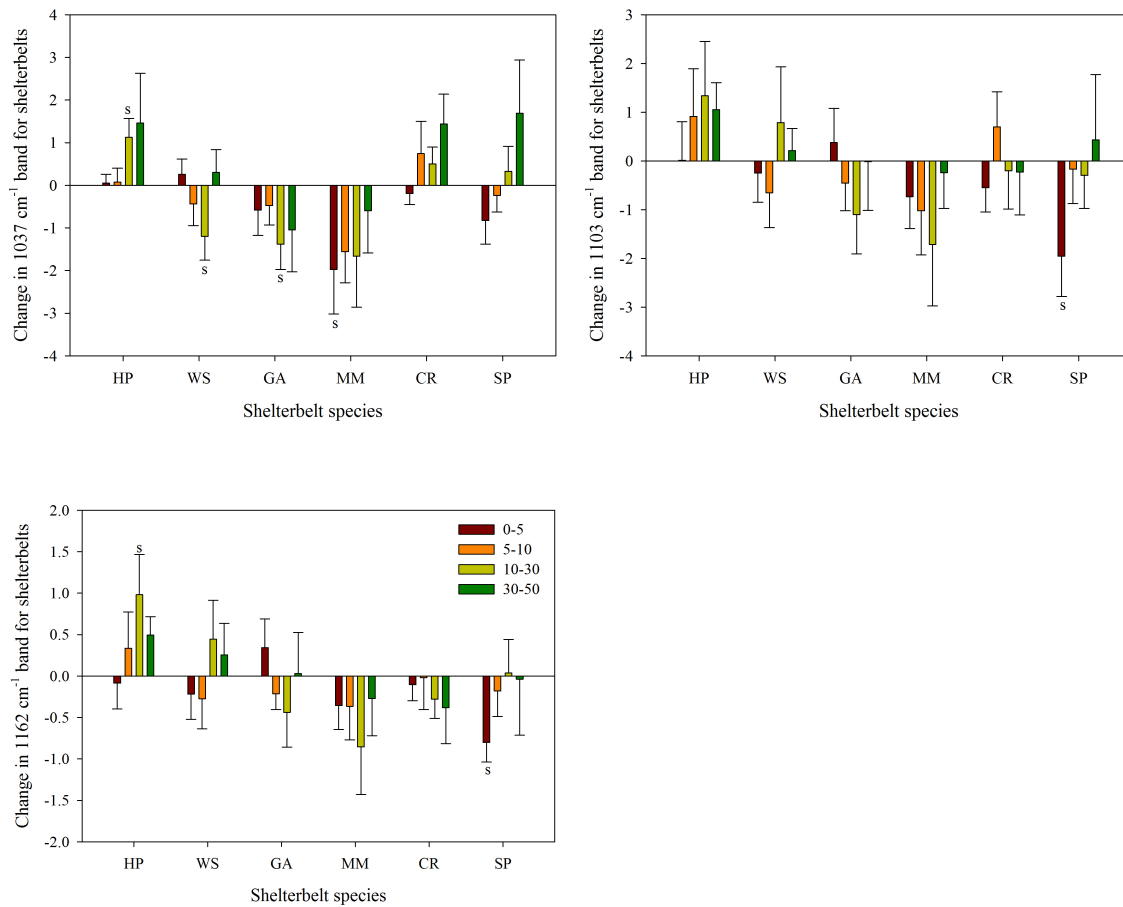 Change in 1037 cm⁻¹ band for shelterbelts
4
3
2
1
0
-1
-2
-3
-4
s
s
s
s
HP WS GA MM CR SP
Shelterbelt species
Change in 1103 cm⁻¹ band for shelterbelts
3
2
1
0
-1
-2
-3
-4
s
HP WS GA MM CR SP
Shelterbelt species
Change in 1162 cm⁻¹ band for shelterbelts
2.0
1.5
1.0
0.5
0.0
-0.5
-1.0
-1.5
-2.0
s
s
0-5
5-10
10-30
30-50
HP WS GA MM CR SP
Shelterbelt species